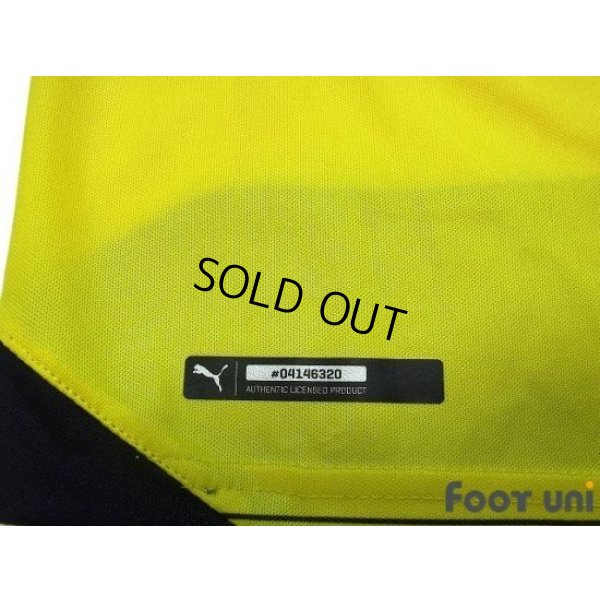 SOLD OUT
#04146320
AUTHENTIC LICENSED PRODUCT
Foot uni